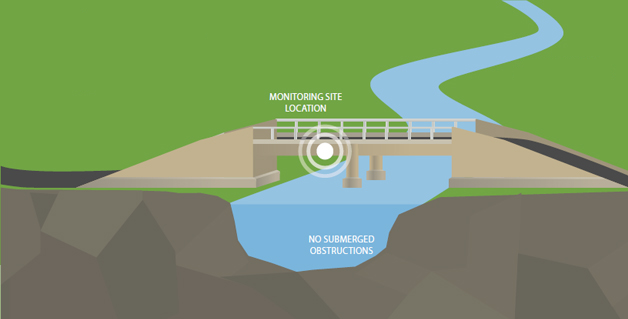 MONITORING SITE
LOCATION
NO SUBMERGED
OBSTRUCTIONS